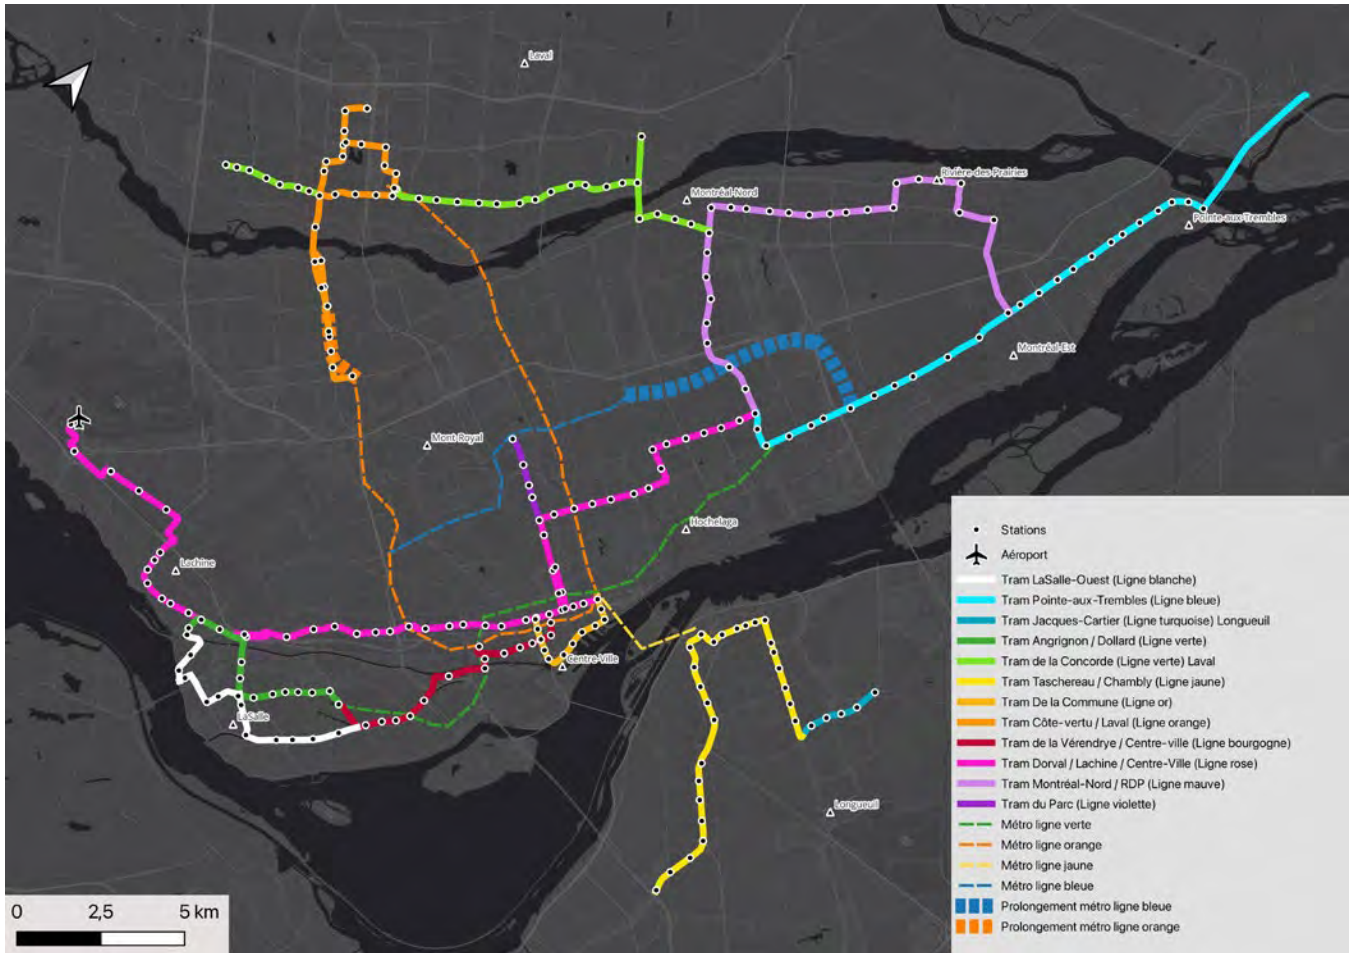 Laval
Rivière-des-Prairies
Montréal-Nord
Pointe-aux-Trembles
Montréal-Est
Mont-Royal
Hochelaga
Lachine
Centre-Ville
LaSalle
Longueuil
Stations
Aéroport
Tram LaSalle-Ouest (Ligne blanche)
Tram Pointe-aux-Trembles (Ligne bleue)
Tram Jacques-Cartier (Ligne turquoise) Longueuil
Tram Angrignon / Dollard (Ligne verte)
Tram de la Concorde (Ligne verte) Laval
Tram Taschereau / Chambly (Ligne jaune)
Tram De la Commune (Ligne or)
Tram Côte-vertu / Laval (Ligne orange)
Tram de la Vérendrye / Centre-ville (Ligne bourgogne)
Tram Dorval / Lachine / Centre-Ville (Ligne rose)
Tram Montréal-Nord / RDP (Ligne mauve)
Tram du Parc (Ligne violette)
Métro ligne verte
Métro ligne orange
Métro ligne jaune
Métro ligne bleue
Prolongement métro ligne bleue
Prolongement métro ligne orange
0 2,5 5 km